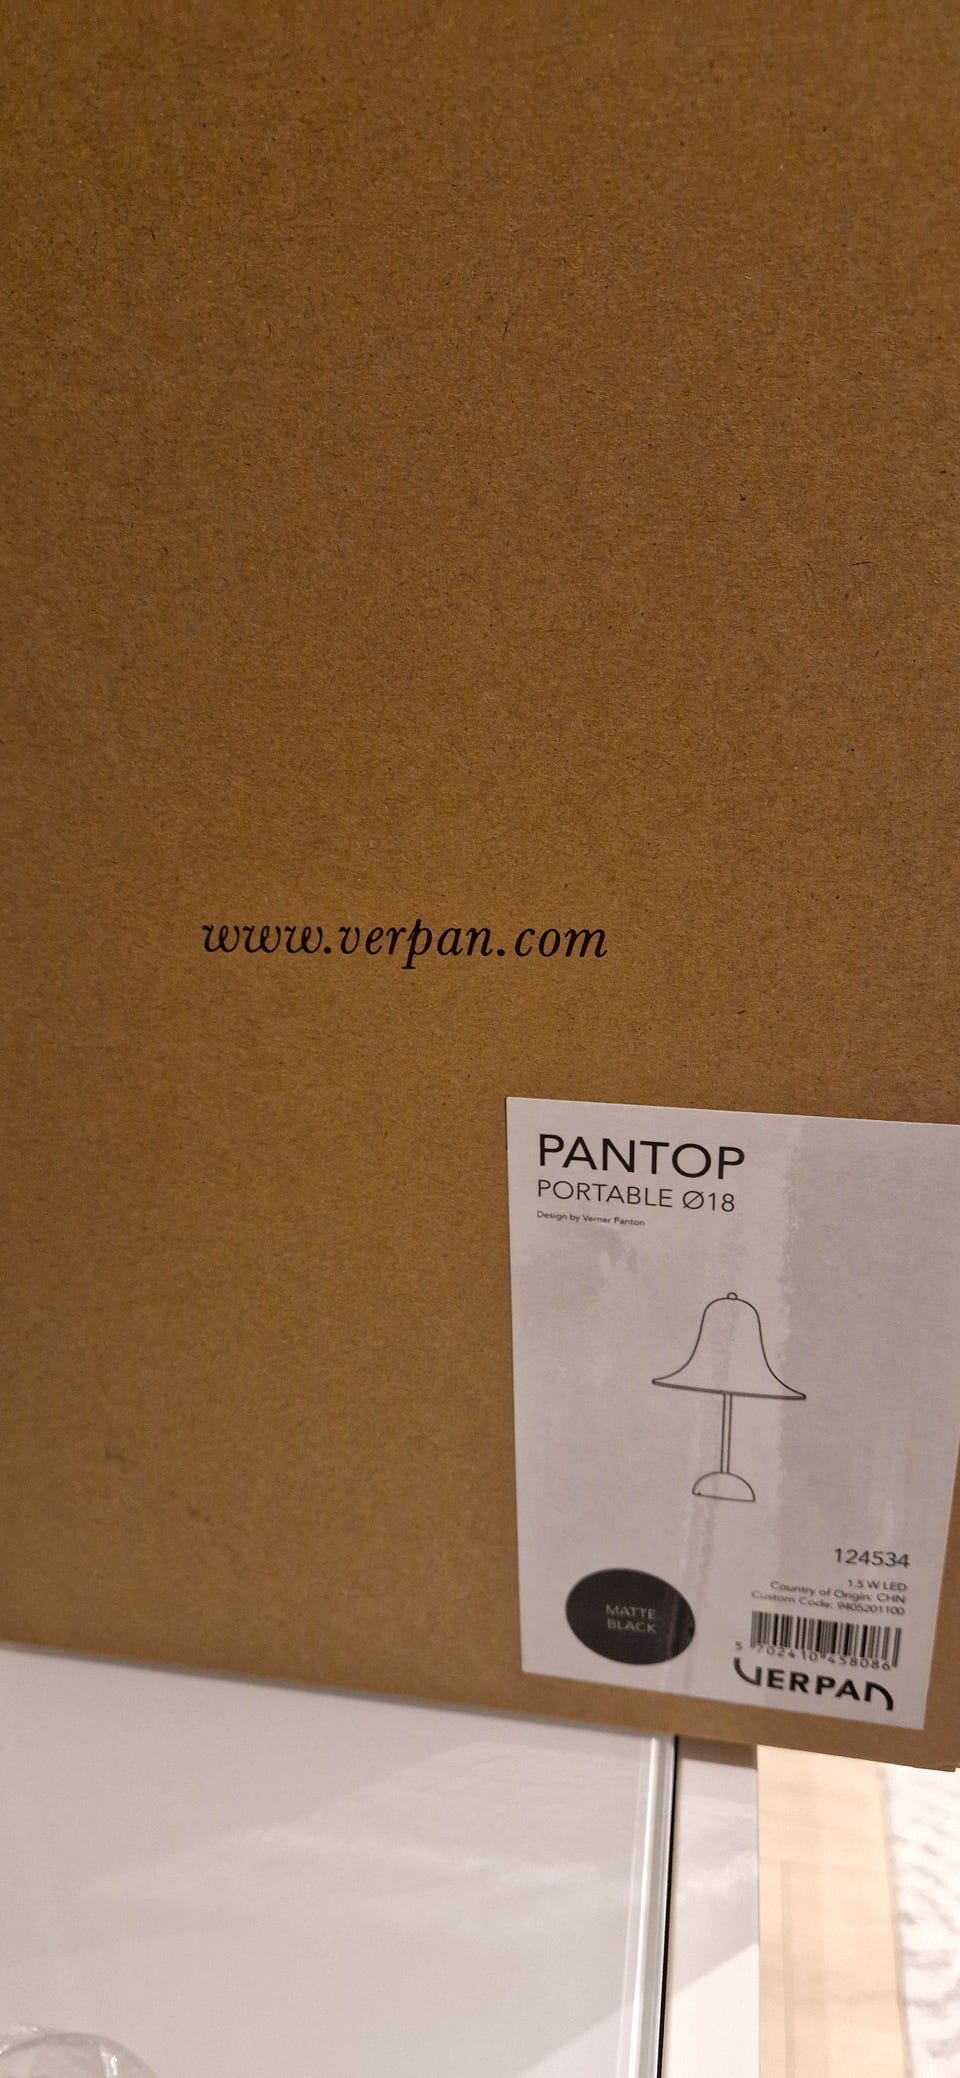 www.verpan.com
PANTOP
PORTABLE Ø18
Design by Verner Panton
124534
1.5 W LED
Country of Origin: CHN
Custom Code: 9405201100
MATTE
BLACK
5 702410 458086
VERPAN